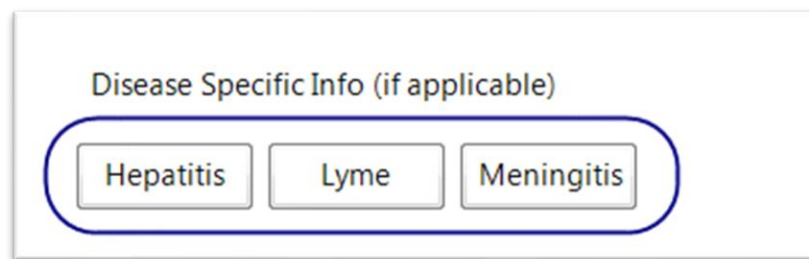 Disease Specific Info (if applicable)
Hepatitis Lyme Meningitis